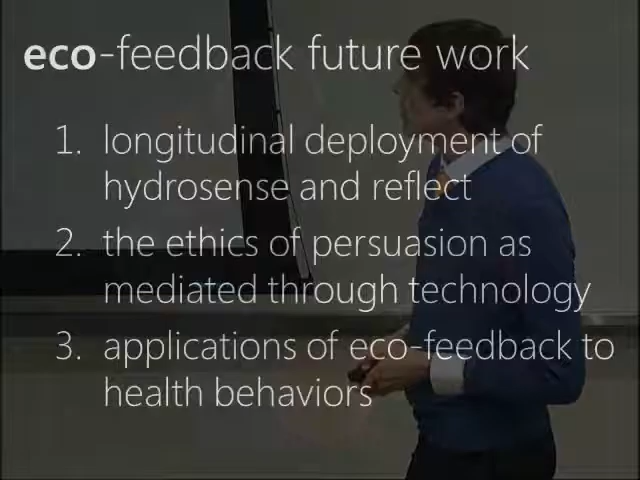 eco-feedback future work
1. longitudinal deployment of
hydrosense and reflect
2. the ethics of persuasion as
mediated through technology
3. applications of eco-feedback to
health behaviors